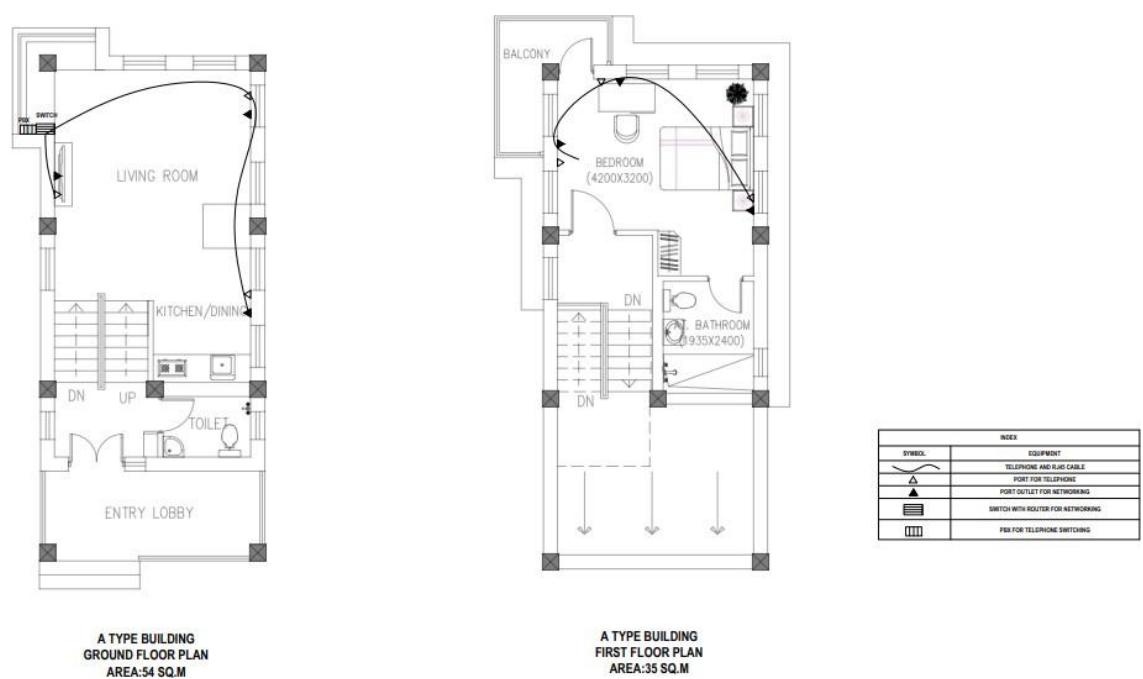 PBX
SWITCH
LIVING ROOM
KITCHEN/DINING
DN
UP
TOILET
ENTRY LOBBY
A TYPE BUILDING
GROUND FLOOR PLAN
AREA:54 SQ.M
BALCONY
BEDROOM
(4200X3200)
DN
AT. BATHROOM
(1935X2400)
DN
A TYPE BUILDING
FIRST FLOOR PLAN
AREA:35 SQ.M
INDEX
SYMBOL
EQUIPMENT
TELEPHONE AND RJ45 CABLE
PORT FOR TELEPHONE
PORT OUTLET FOR NETWORKING
SWITCH WITH ROUTER FOR NETWORKING
PBX FOR TELEPHONE SWITCHING